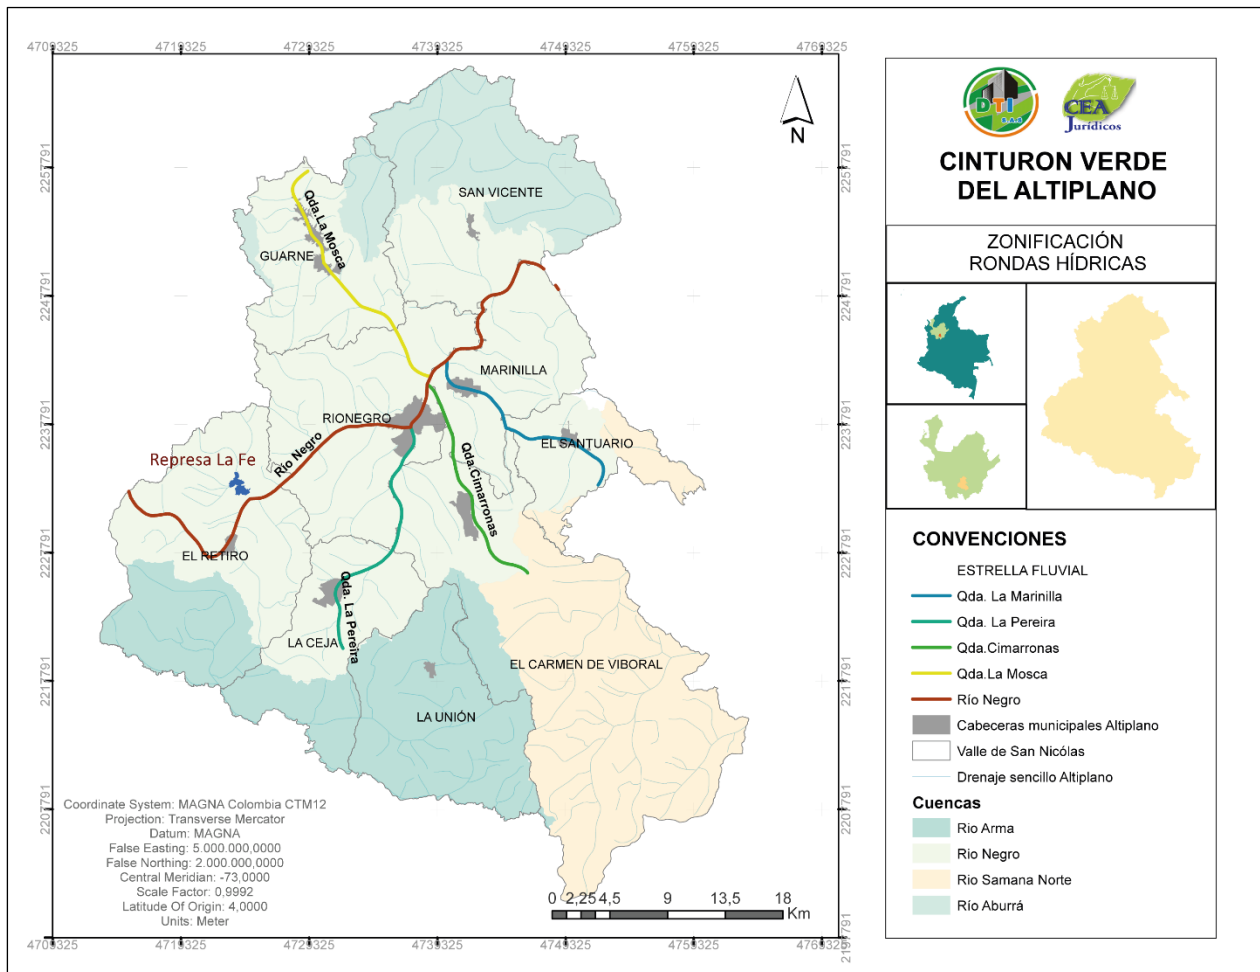 4709325
4719325
4729325
4739325
4749325
4759325
4769325
2257791
2247791
2237791
2227791
2217791
2207791
2197791
2257791
2247791
2237791
2227791
2217791
2207791
4709325
4719325
4729325
4739325
4749325
4759325
4769325
N
SAN VICENTE
Qda.La Mosca
GUARNE
MARINILLA
RIONEGRO
EL SANTUARIO
Río Negro
Represa La Fe
Qda.Cimarronas
EL RETIRO
Qda. La Pereira
LA CEJA
EL CARMEN DE VIBORAL
LA UNIÓN
Coordinate System: MAGNA Colombia CTM12
Projection: Transverse Mercator
Datum: MAGNA
False Easting: 5.000.000,0000
False Northing: 2.000.000,0000
Central Meridian: -73,0000
Scale Factor: 0,9992
Latitude Of Origin: 4,0000
Units: Meter
0 2,25 4,5 9 13,5 18
Km
DTI
S.A.S
CEA
Jurídicos
CINTURON VERDE
DEL ALTIPLANO
ZONIFICACIÓN
RONDAS HÍDRICAS
CONVENCIONES
ESTRELLA FLUVIAL
Qda. La Marinilla
Qda. La Pereira
Qda.Cimarronas
Qda.La Mosca
Río Negro
Cabeceras municipales Altiplano
Valle de San Nicólas
Drenaje sencillo Altiplano
Cuencas
Rio Arma
Rio Negro
Rio Samana Norte
Río Aburrá